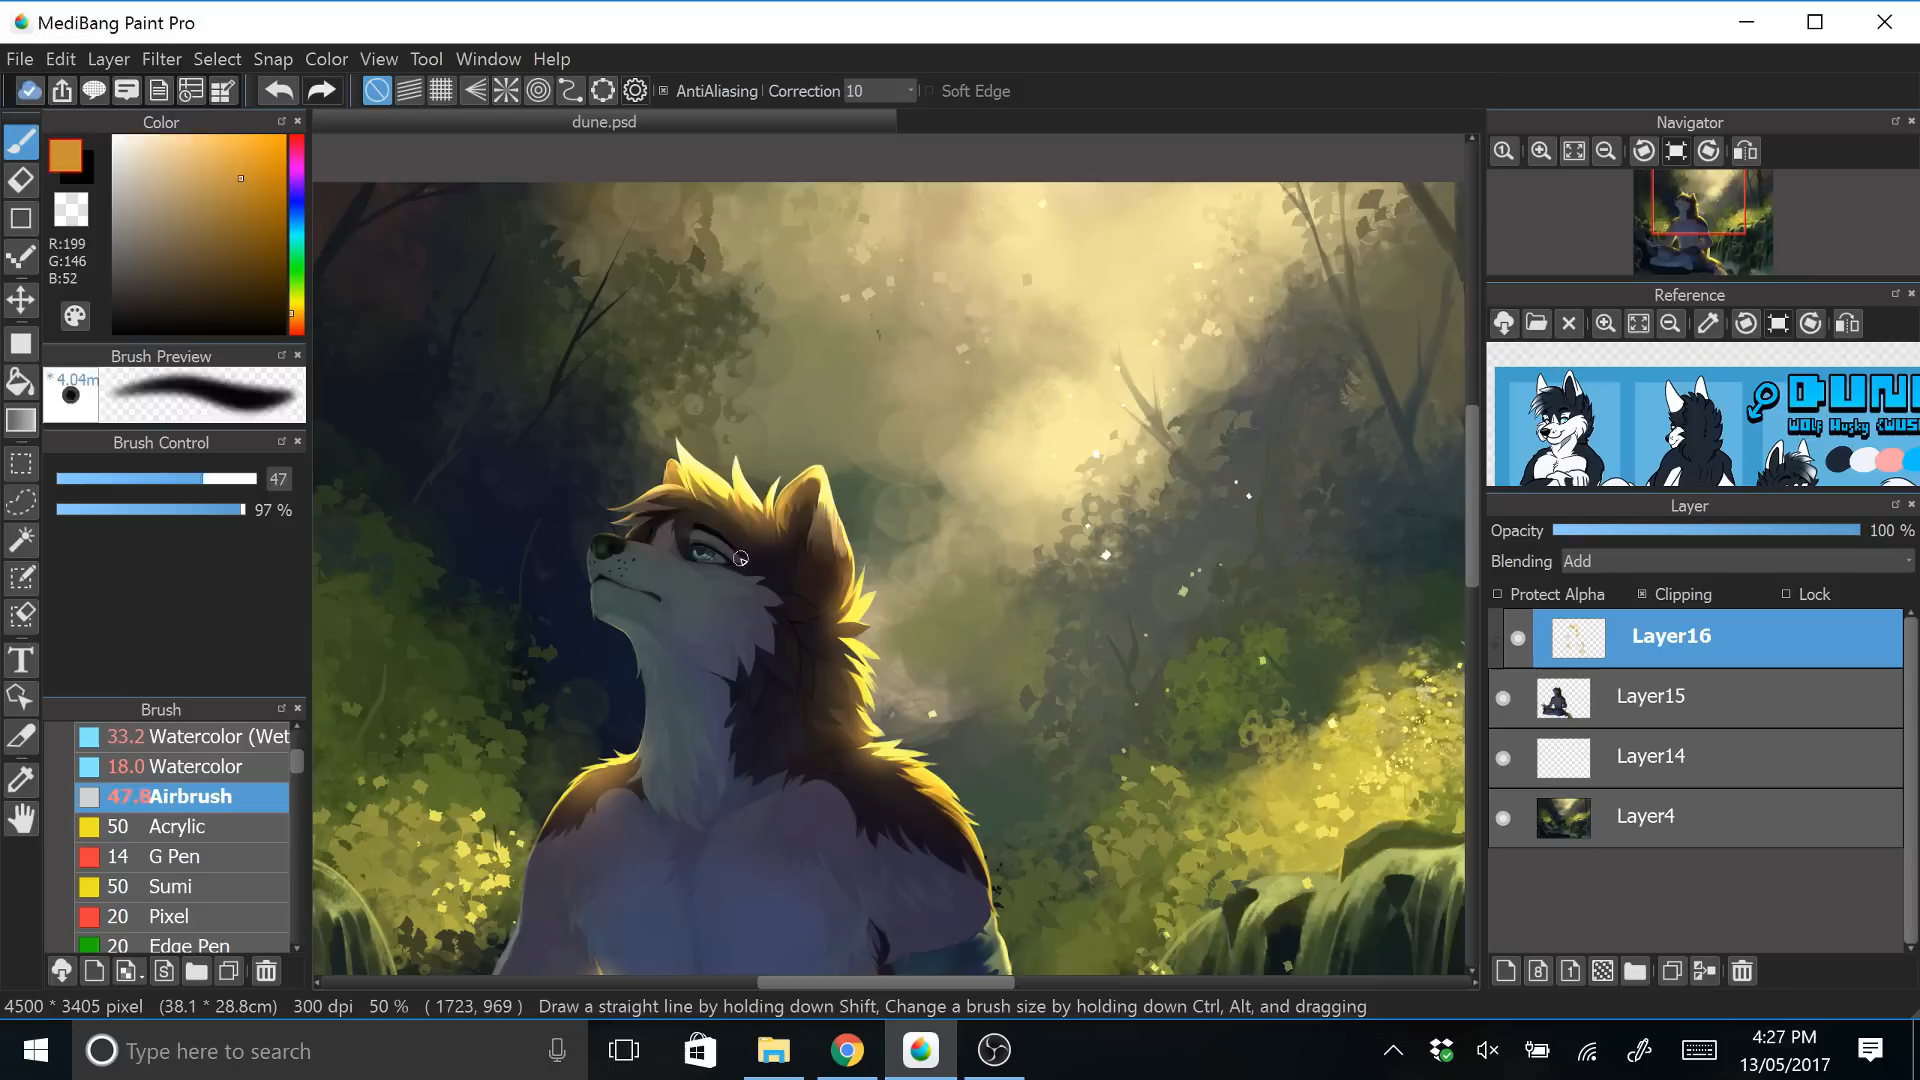 MediBang Paint Pro
File Edit Layer Filter Select Snap Color View Tool Window Help
AntiAliasing Correction 10 Soft Edge
Color
dune.psd
Navigator
R:199
G:146
B:52
Brush Preview
* 4.04m
Brush Control
47
97 %
Brush
33.2 Watercolor (Wet
18.0 Watercolor
47.8 Airbrush
50 Acrylic
14 G Pen
50 Sumi
20 Pixel
20 Edge Pen
Reference
DUN
WOLF HUSKY (WUS
Layer
Opacity 100 %
Blending Add
Protect Alpha Clipping Lock
Layer16
Layer15
Layer14
Layer4
4500 * 3405 pixel (38.1 * 28.8cm) 300 dpi 50 % ( 1723, 969 ) Draw a straight line by holding down Shift, Change a brush size by holding down Ctrl, Alt, and dragging
Type here to search
4:27 PM
13/05/2017